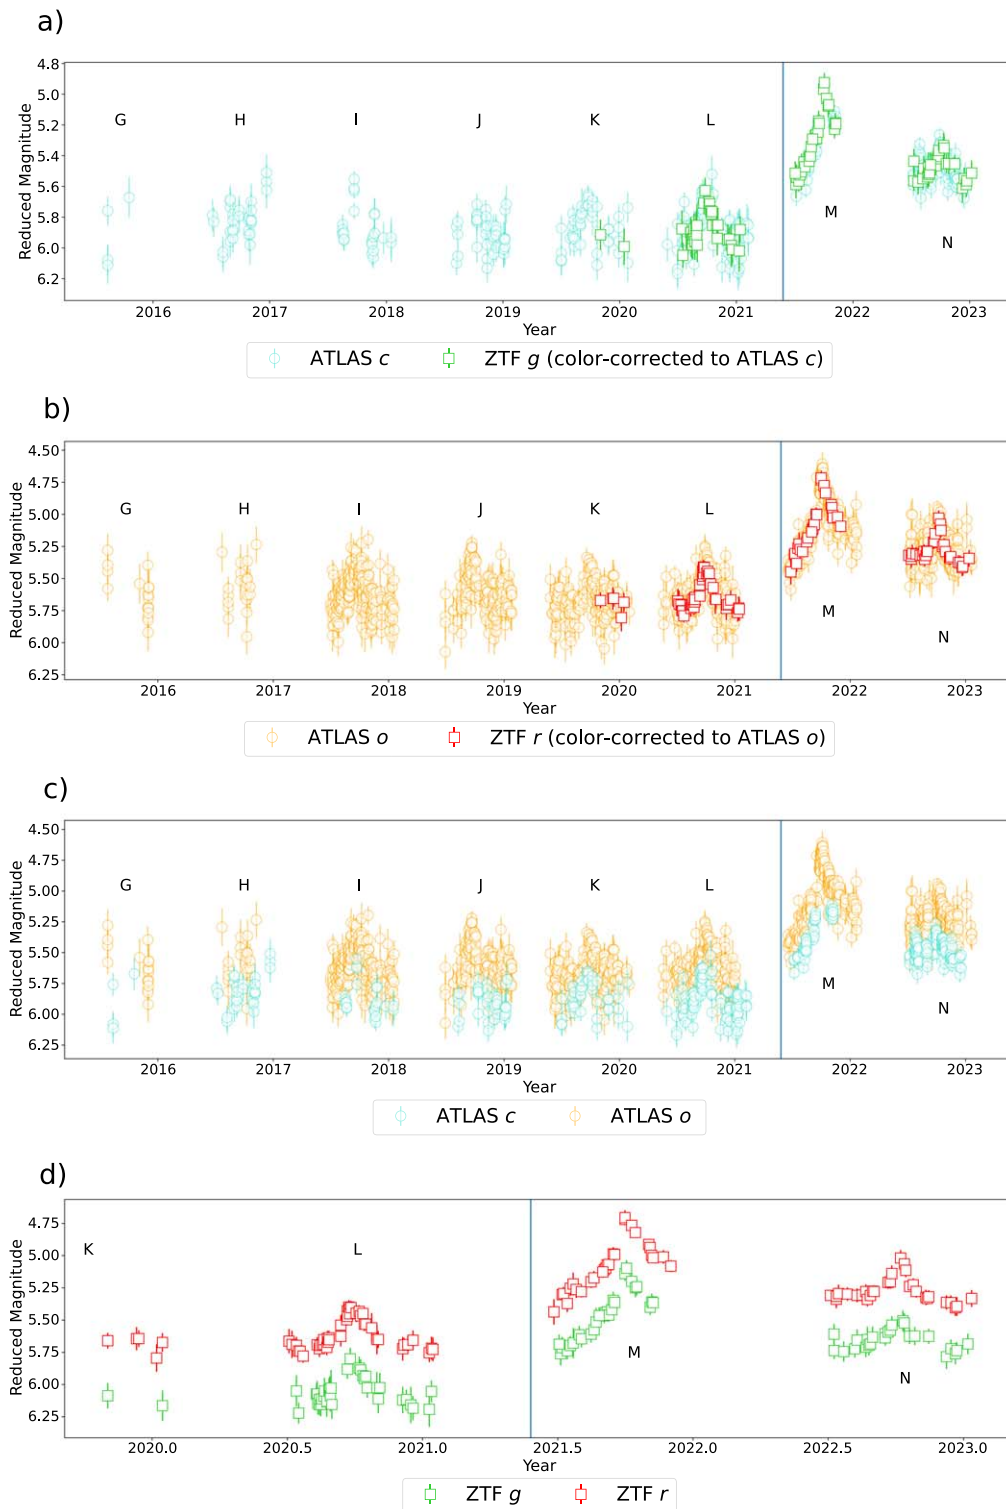 a)
4.8
5.0
5.2
5.4
5.6
5.8
6.0
6.2
Reduced Magnitude
G H I J K L M N
2016 2017 2018 2019 2020 2021 2022 2023
Year
ATLAS c ZTF g (color-corrected to ATLAS c)
b)
4.50
4.75
5.00
5.25
5.50
5.75
6.00
6.25
Reduced Magnitude
G H I J K L M N
2016 2017 2018 2019 2020 2021 2022 2023
Year
ATLAS o ZTF r (color-corrected to ATLAS o)
c)
4.50
4.75
5.00
5.25
5.50
5.75
6.00
6.25
Reduced Magnitude
G H I J K L M N
2016 2017 2018 2019 2020 2021 2022 2023
Year
ATLAS c ATLAS o
d)
4.75
5.00
5.25
5.50
5.75
6.00
6.25
Reduced Magnitude
K L M N
2020.0 2020.5 2021.0 2021.5 2022.0 2022.5 2023.0
Year
ZTF g ZTF r